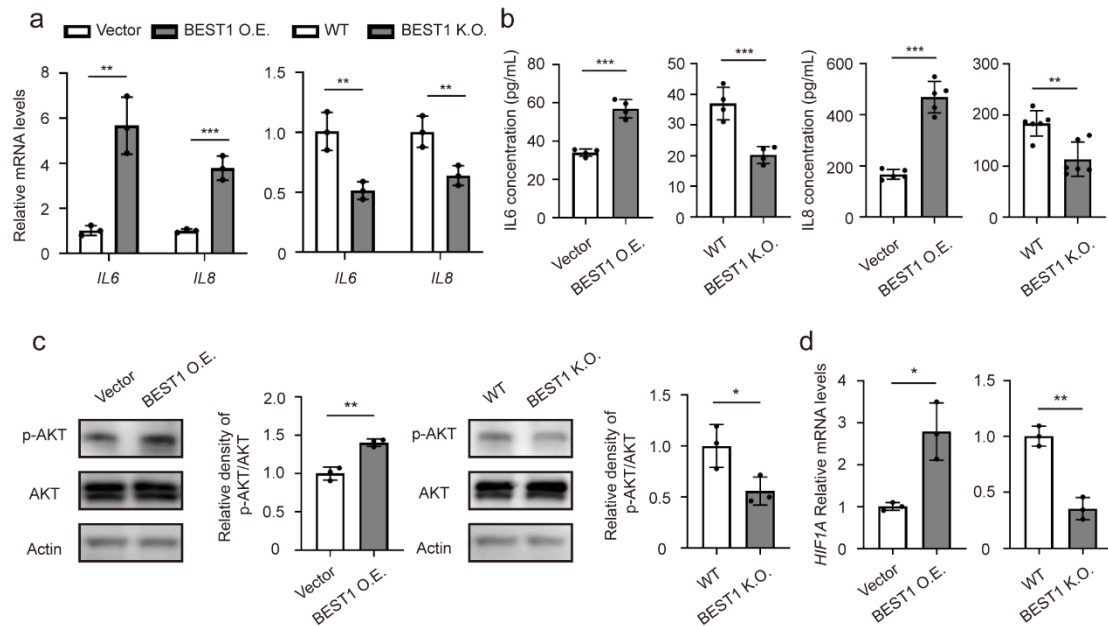 a
Vector BEST1 O.E. WT BEST1 K.O.
Relative mRNA levels
8
6
4
2
0
** ***
IL6 IL8
1.5
1.0
0.5
0.0
** **
IL6 IL8
b
IL6 concentration (pg/mL)
80
60
40
20
0
***
Vector
BEST1 O.E.
50
40
30
20
10
0
***
WT
BEST1 K.O.
IL8 concentration (pg/mL)
600
400
200
0
***
Vector
BEST1 O.E.
300
200
100
0
**
WT
BEST1 K.O.
c
Vector
BEST1 O.E.
p-AKT
AKT
Actin
Relative density of
p-AKT/AKT
2.0
1.5
1.0
0.5
0.0
**
Vector
BEST1 O.E.
WT
BEST1 K.O.
p-AKT
AKT
Actin
Relative density of
p-AKT/AKT
1.5
1.0
0.5
0
*
WT
BEST1 K.O.
d
HIF1A Relative mRNA levels
4
3
2
1
0
*
Vector
BEST1 O.E.
1.5
1.0
0.5
0
**
WT
BEST1 K.O.